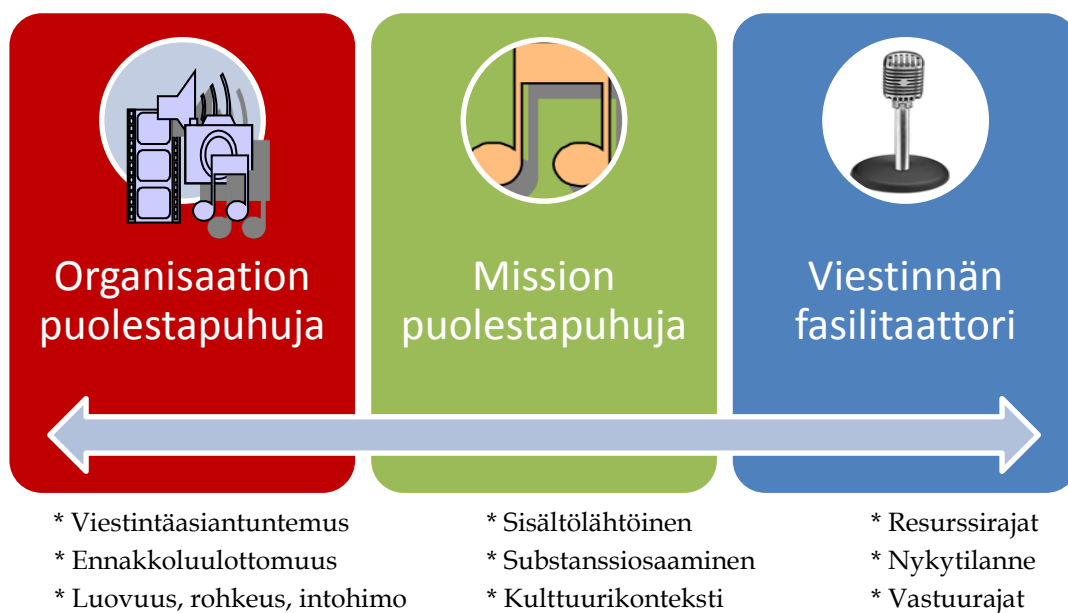 Organisaation
puolestapuhuja
Mission
puolestapuhuja
Viestinnän
fasilitaattori
* Viestintäasiantuntemus
* Ennakkoluulottomuus
* Luovuus, rohkeus, intohimo
* Sisältölähtöinen
* Substanssiosaaminen
* Kulttuurikonteksti
* Resurssirajat
* Nykytilanne
* Vastuurajat